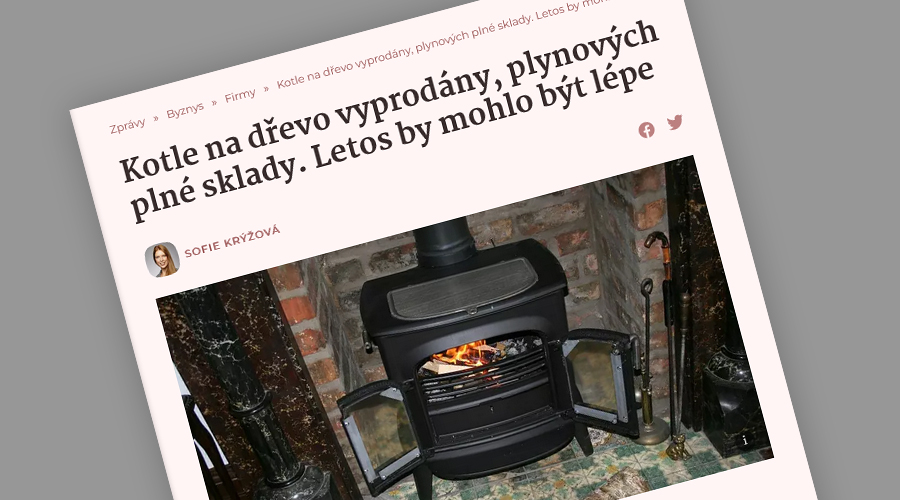 Zprávy » Byznys » Firmy » Kotle na dřevo vyprodány, plynových plné sklady. Letos by
Kotle na dřevo vyprodány, plynových
plné sklady. Letos by mohlo být lépe
SOFIE KRÝŽOVÁ
i